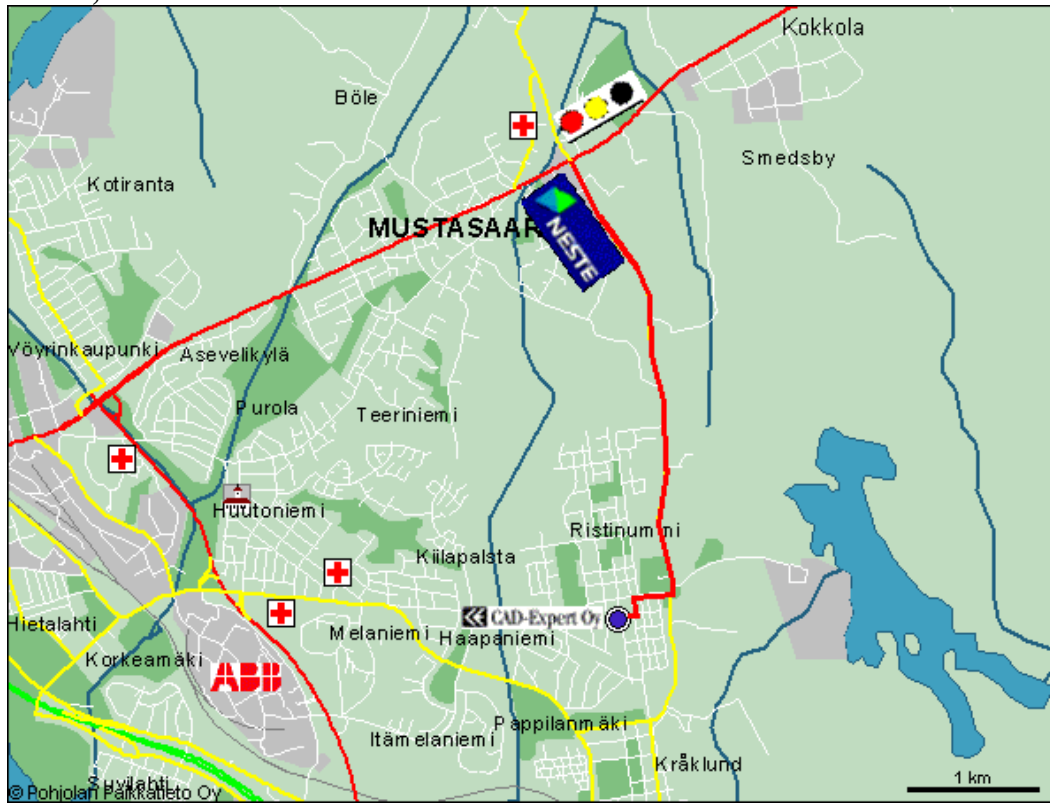 Kokkola
Böle
Smedsby
Kotiranta
MUSTASAAR
NESTE
Vöyrinkaupunki
Asevelikylä
Purola
Teeriniemi
Huutoniemi
Ristinummi
Kiilapalsta
CAD-Expert Oy
Hietalahti
Melaniemi
Haapaniemi
Korkeamäki
ABB
Pappilanmäki
Itämelaniemi
Kråklund
1 km
Suvilahti
© Pohjolan Paikkatieto Oy